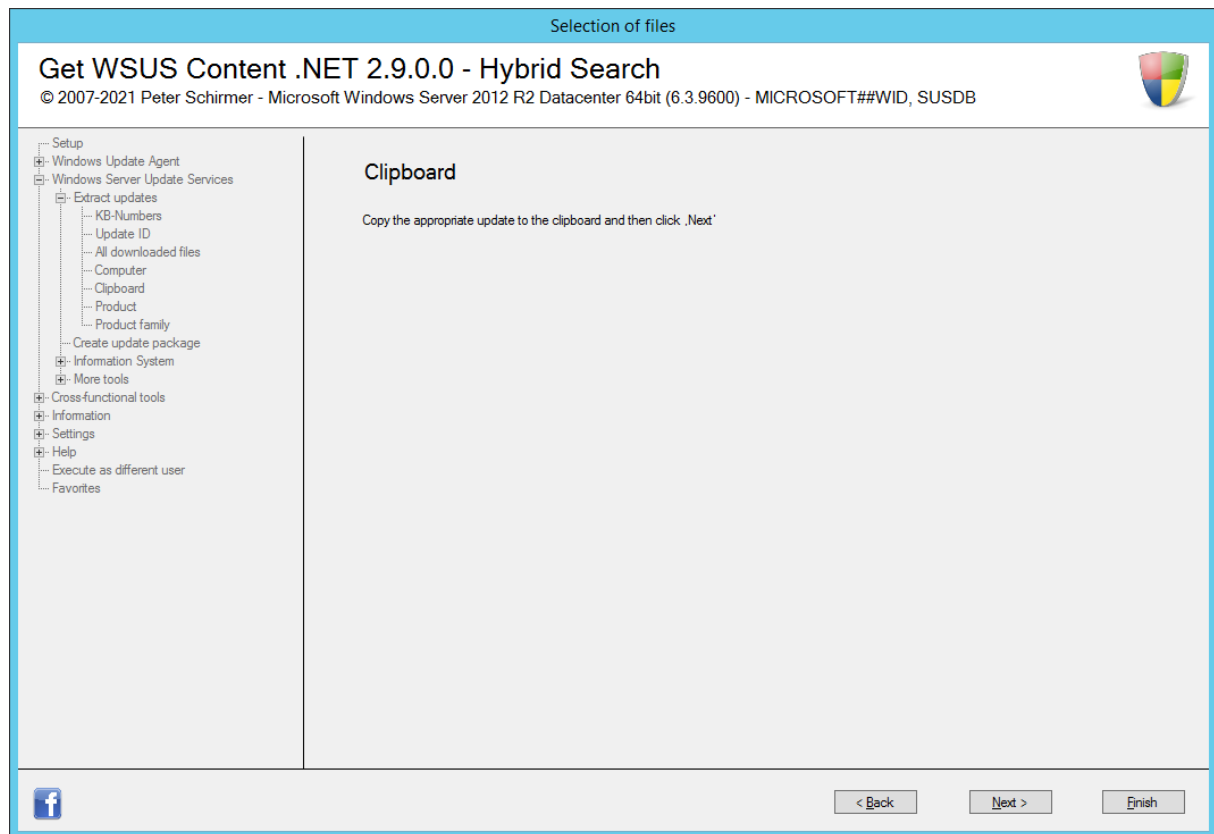 Selection of files
Get WSUS Content .NET 2.9.0.0 - Hybrid Search
© 2007-2021 Peter Schirmer - Microsoft Windows Server 2012 R2 Datacenter 64bit (6.3.9600) - MICROSOFT##WID, SUSDB
Setup
Windows Update Agent
Windows Server Update Services
Extract updates
KB-Numbers
Update ID
All downloaded files
Computer
Clipboard
Product
Product family
Create update package
Information System
More tools
Cross-functional tools
Information
Settings
Help
Execute as different user
Favorites
Clipboard
Copy the appropriate update to the clipboard and then click ‚Next‘
f
< Back
Next >
Finish